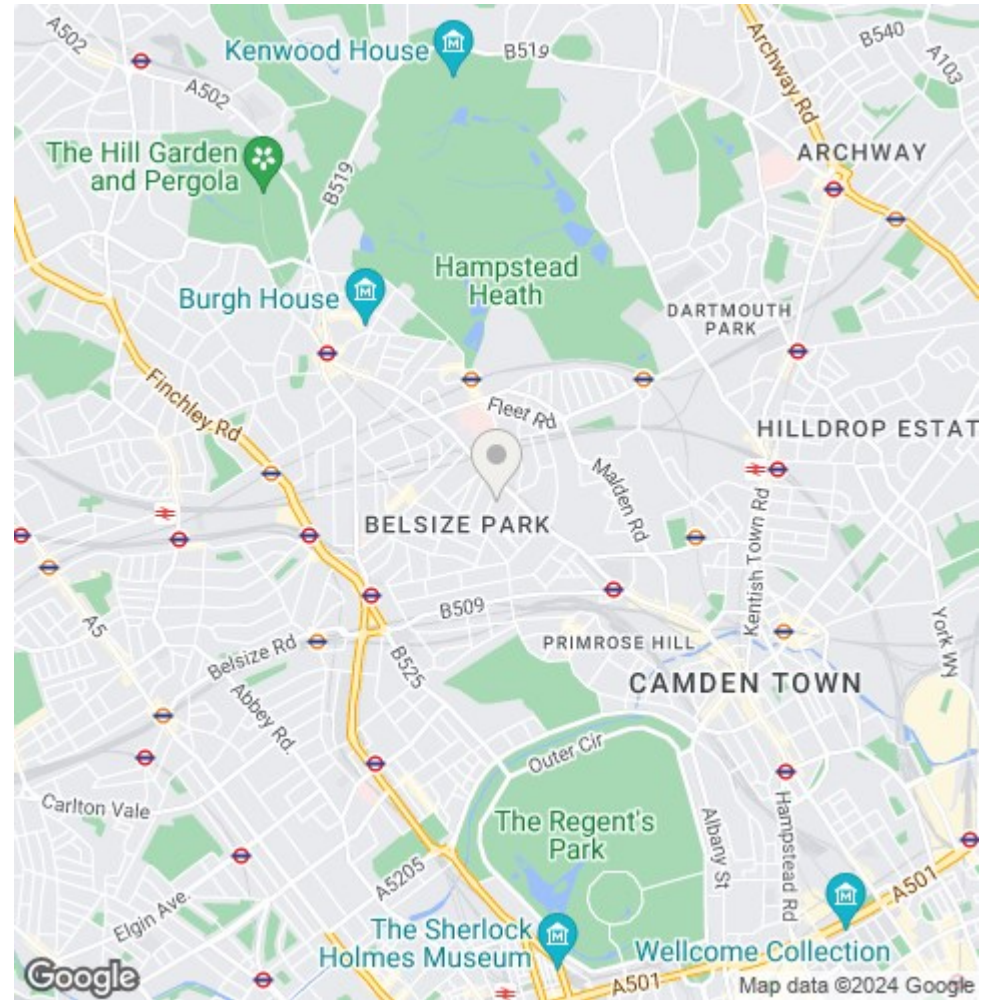 A502
Kenwood House
B519
B540
A103
A502
Archway Rd
The Hill Garden
and Pergola
B519
ARCHWAY
Hampstead
Heath
Burgh House
DARTMOUTH
PARK
Finchley Rd
Fleet Rd
HILLDROP ESTAT
Malden Rd
BELSIZE PARK
Kentish Town Rd
B509
A5
Belsize Rd
PRIMROSE HILL
York Wy
B525
Abbey Rd.
CAMDEN TOWN
Outer Cir
Carlton Vale
The Regent's
Park
Albany St
Hampstead Rd
A5205
A501
Elgin Ave.
The Sherlock
Holmes Museum
Wellcome Collection
A501
Google
Map data ©2024 Google